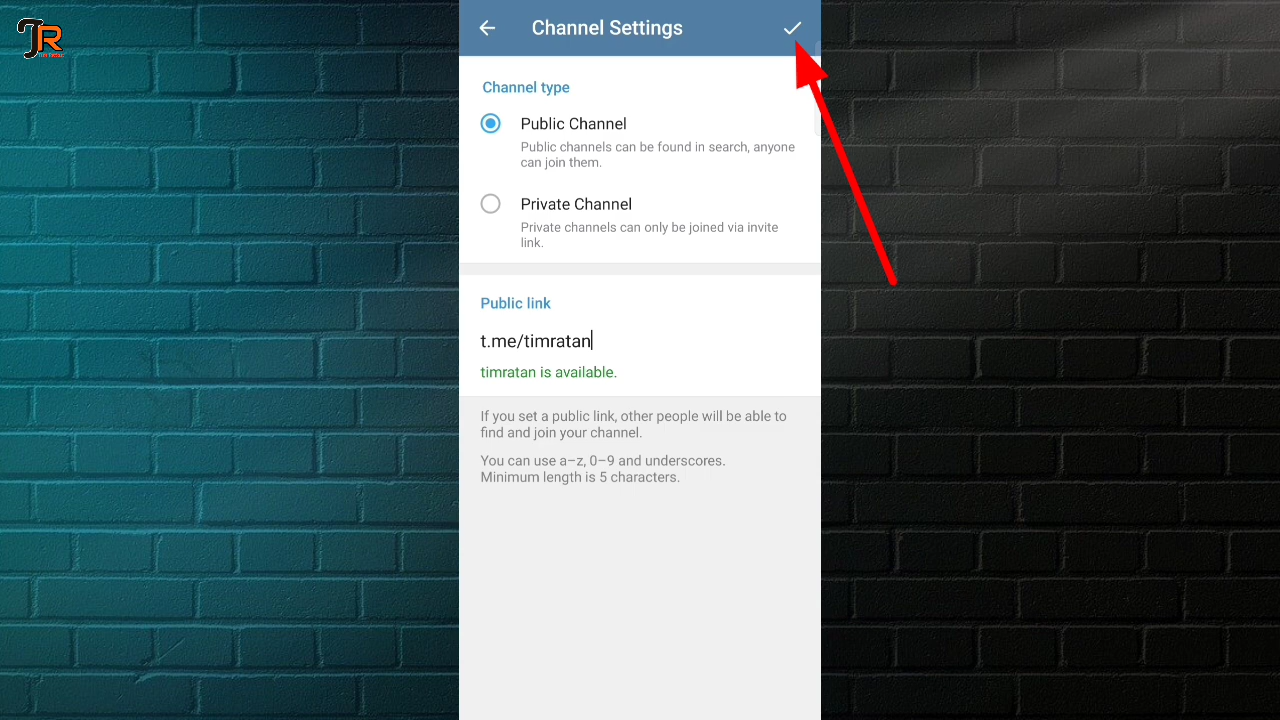 JR
Channel Settings
Channel type
Public Channel
Public channels can be found in search, anyone
can join them.
Private Channel
Private channels can only be joined via invite
link.
Public link
t.me/timratan
timratan is available.
If you set a public link, other people will be able to
find and join your channel.
You can use a–z, 0–9 and underscores.
Minimum length is 5 characters.